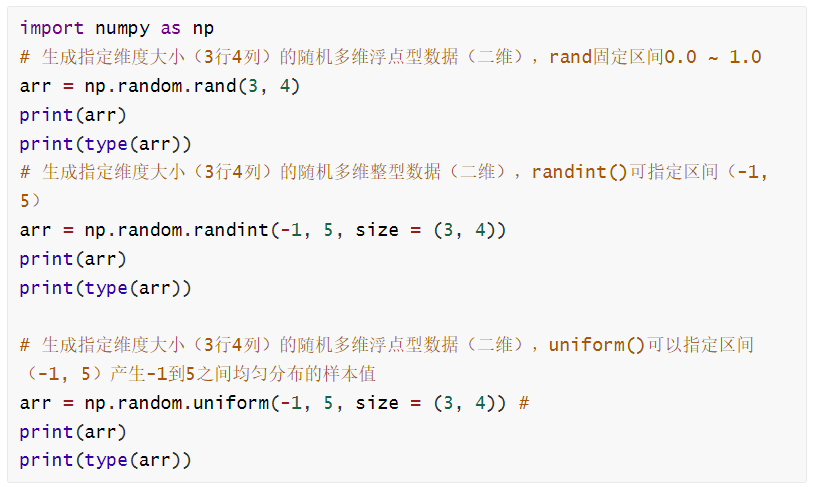 import numpy as np
# 生成指定维度大小（3行4列）的随机多维浮点型数据（二维），rand固定区间0.0 ~ 1.0
arr = np.random.rand(3, 4)
print(arr)
print(type(arr))
# 生成指定维度大小（3行4列）的随机多维整型数据（二维），randint()可指定区间（-1,
5）
arr = np.random.randint(-1, 5, size = (3, 4))
print(arr)
print(type(arr))
# 生成指定维度大小（3行4列）的随机多维浮点型数据（二维），uniform()可以指定区间
（-1, 5）产生-1到5之间均匀分布的样本值
arr = np.random.uniform(-1, 5, size = (3, 4)) #
print(arr)
print(type(arr))